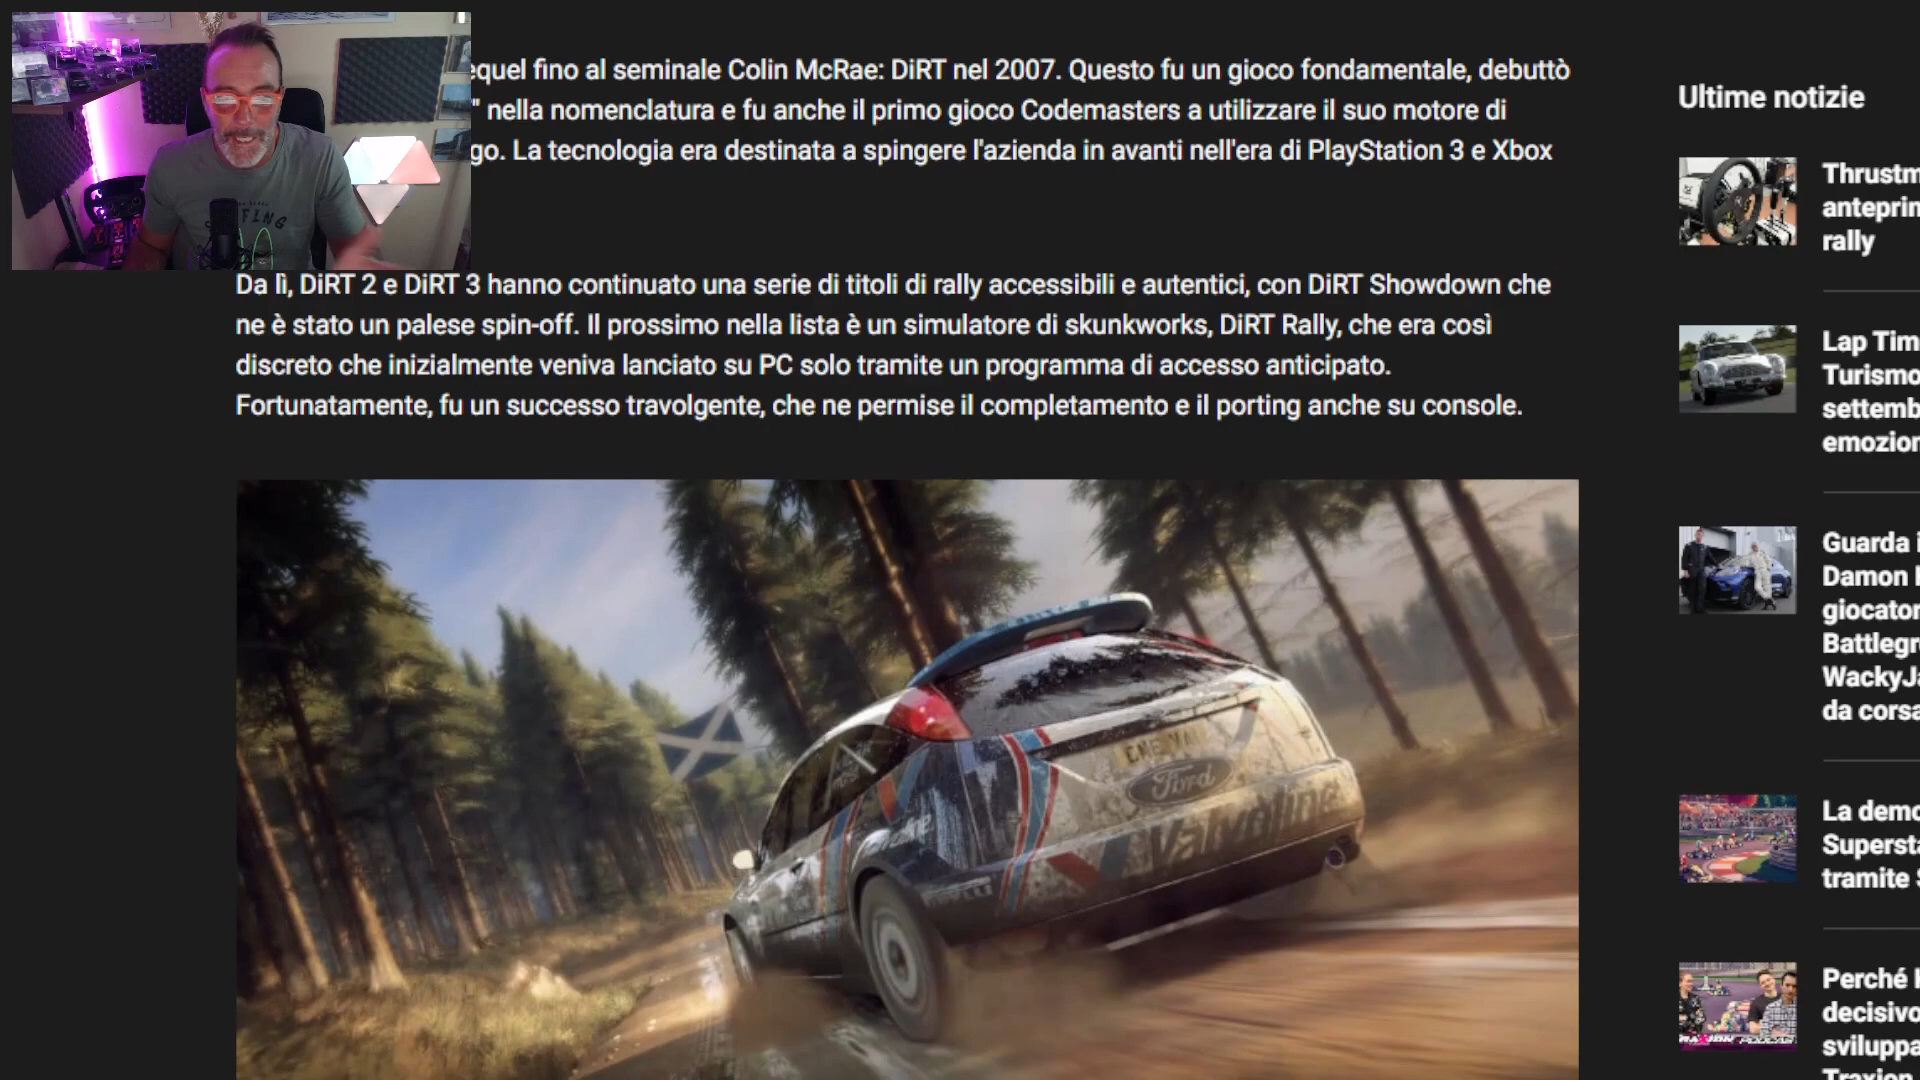 equel fino al seminale Colin McRae: DiRT nel 2007. Questo fu un gioco fondamentale, debuttò
" nella nomenclatura e fu anche il primo gioco Codemasters a utilizzare il suo motore di
go. La tecnologia era destinata a spingere l'azienda in avanti nell'era di PlayStation 3 e Xbox
FING
Da lì, DiRT 2 e DiRT 3 hanno continuato una serie di titoli di rally accessibili e autentici, con DiRT Showdown che
ne è stato un palese spin-off. Il prossimo nella lista è un simulatore di skunkworks, DiRT Rally, che era così
discreto che inizialmente veniva lanciato su PC solo tramite un programma di accesso anticipato.
Fortunatamente, fu un successo travolgente, che ne permise il completamento e il porting anche su console.
Ford
Valvoline
PIRELLI
Ultime notizie
Thrustm
anteprin
rally
Lap Tim
Turismo
settemb
emozion
Guarda i
Damon
giocator
Battlegr
WackyJa
da corsa
La demo
Supersta
tramite
Perché
decisivo
sviluppa
Traxion